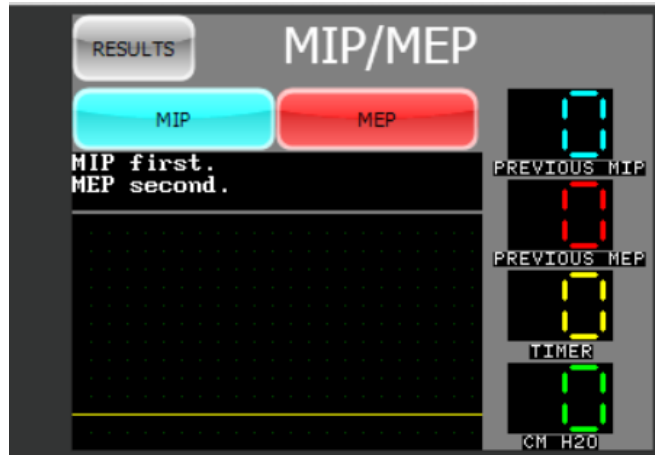 RESULTS
MIP/MEP
MIP
MEP
MIP first.
MEP second.
0
PREVIOUS MIP
0
PREVIOUS MEP
0
TIMER
0
CM H2O